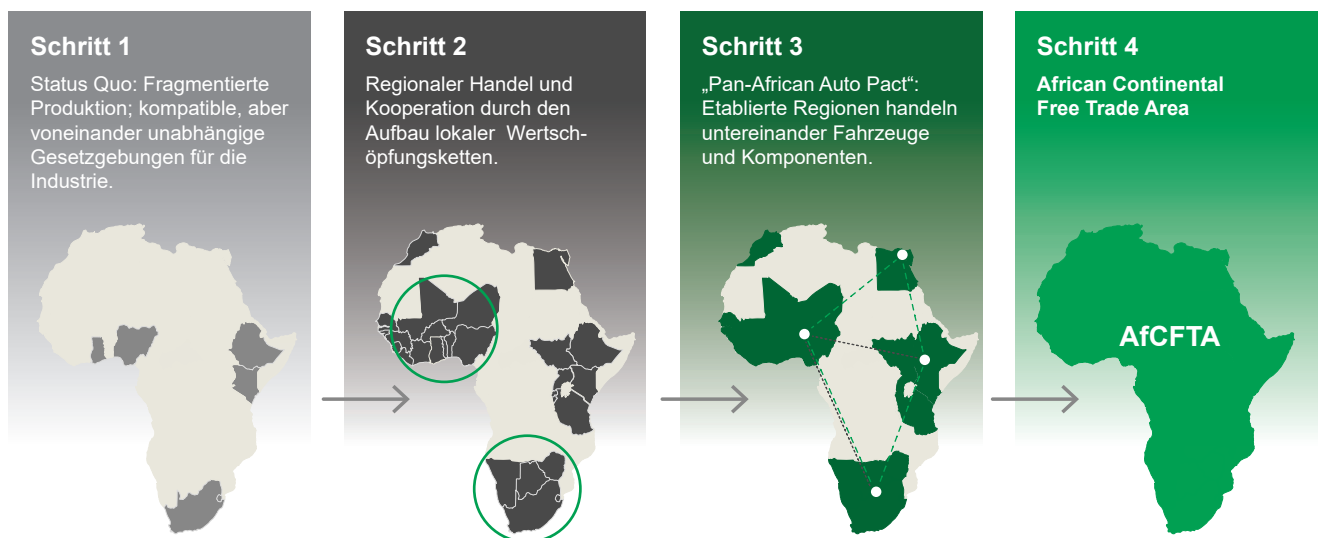 Schritt 1
Status Quo: Fragmentierte
Produktion; kompatible, aber
voneinander unabhängige
Gesetzgebungen für die
Industrie.
Schritt 2
Regionaler Handel und
Kooperation durch den
Aufbau lokaler  Wertsch-
öpfungsketten.
Schritt 3
„Pan-African Auto Pact“:
Etablierte Regionen handeln
untereinander Fahrzeuge
und Komponenten.
Schritt 4
African Continental
Free Trade Area
AfCFTA